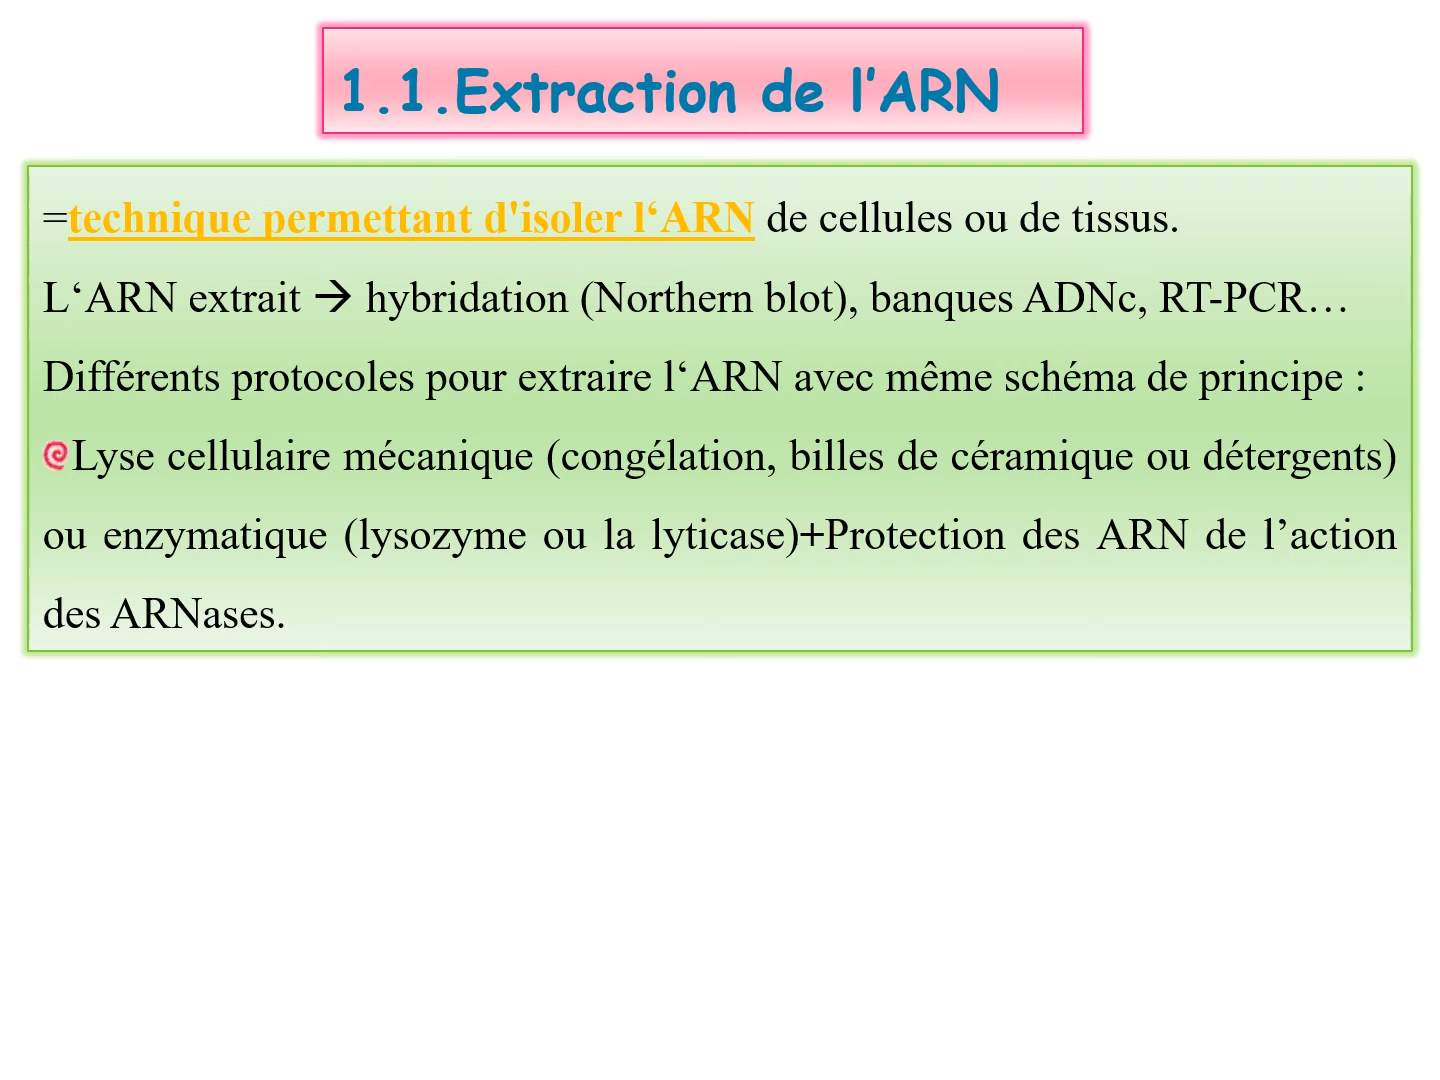 1.1.Extraction de l’ARN
=technique permettant d'isoler l‘ARN de cellules ou de tissus.
L‘ARN extrait → hybridation (Northern blot), banques ADNc, RT-PCR…
Différents protocoles pour extraire l‘ARN avec même schéma de principe :
Lyse cellulaire mécanique (congélation, billes de céramique ou détergents)
ou enzymatique (lysozyme ou la lyticase)+Protection des ARN de l’action
des ARNases.